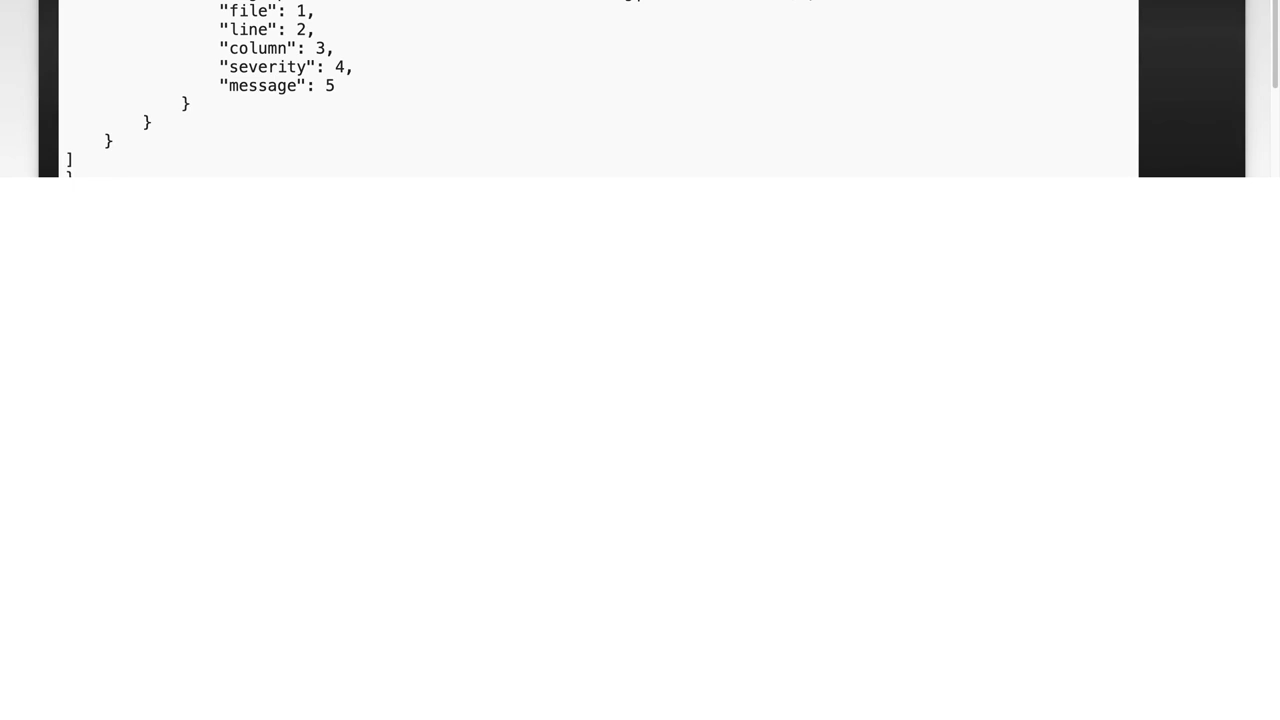 "file": 1,
"line": 2,
"column": 3,
"severity": 4,
"message": 5
}
}
}
]
}